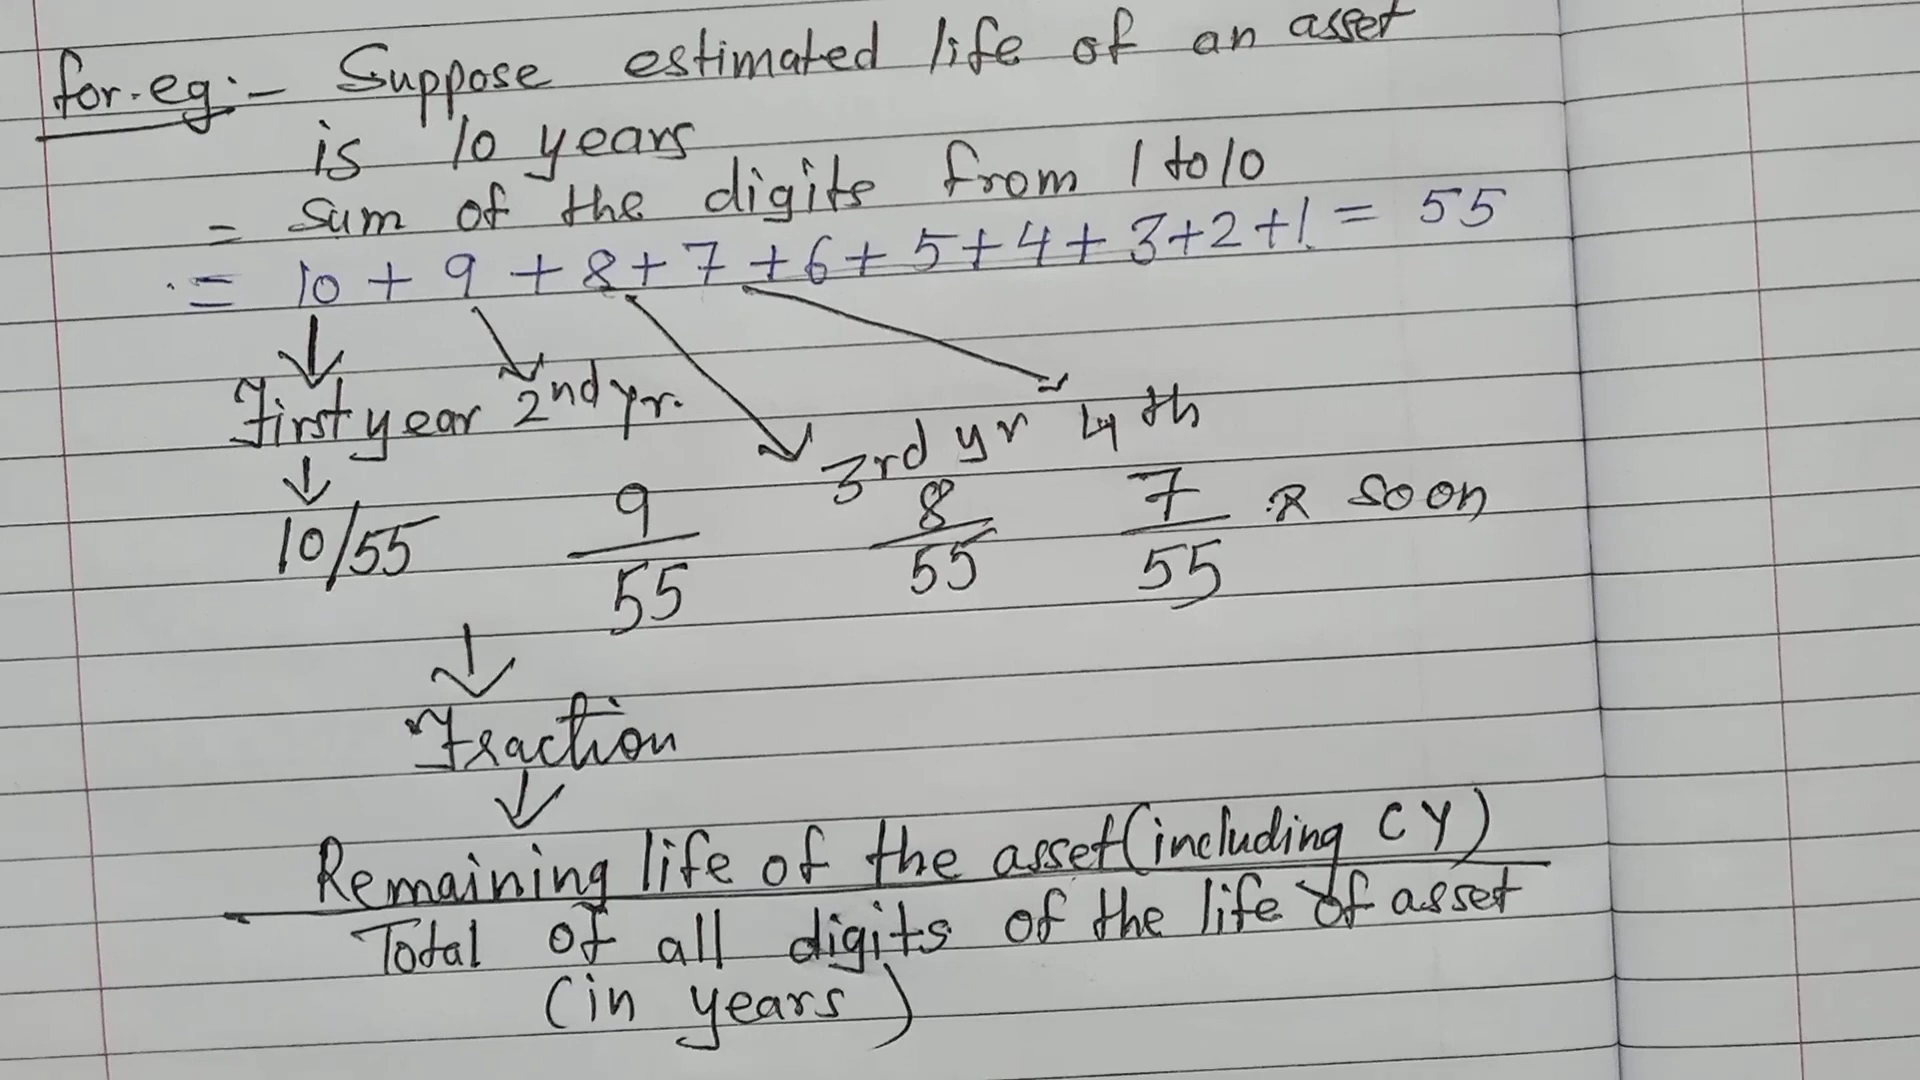 for.eg:- Suppose estimated life of an asset
is 10 years
= Sum of the digits from 1 to 10
= 10 + 9 + 8 + 7 + 6 + 5 + 4 + 3 + 2 + 1 = 55
First year 2nd yr. 3rd yr 4th
10/55 9/55 8/55 7/55 & so on
Fraction
Remaining life of the asset (including CY)
Total of all digits of the life of asset
(in years)